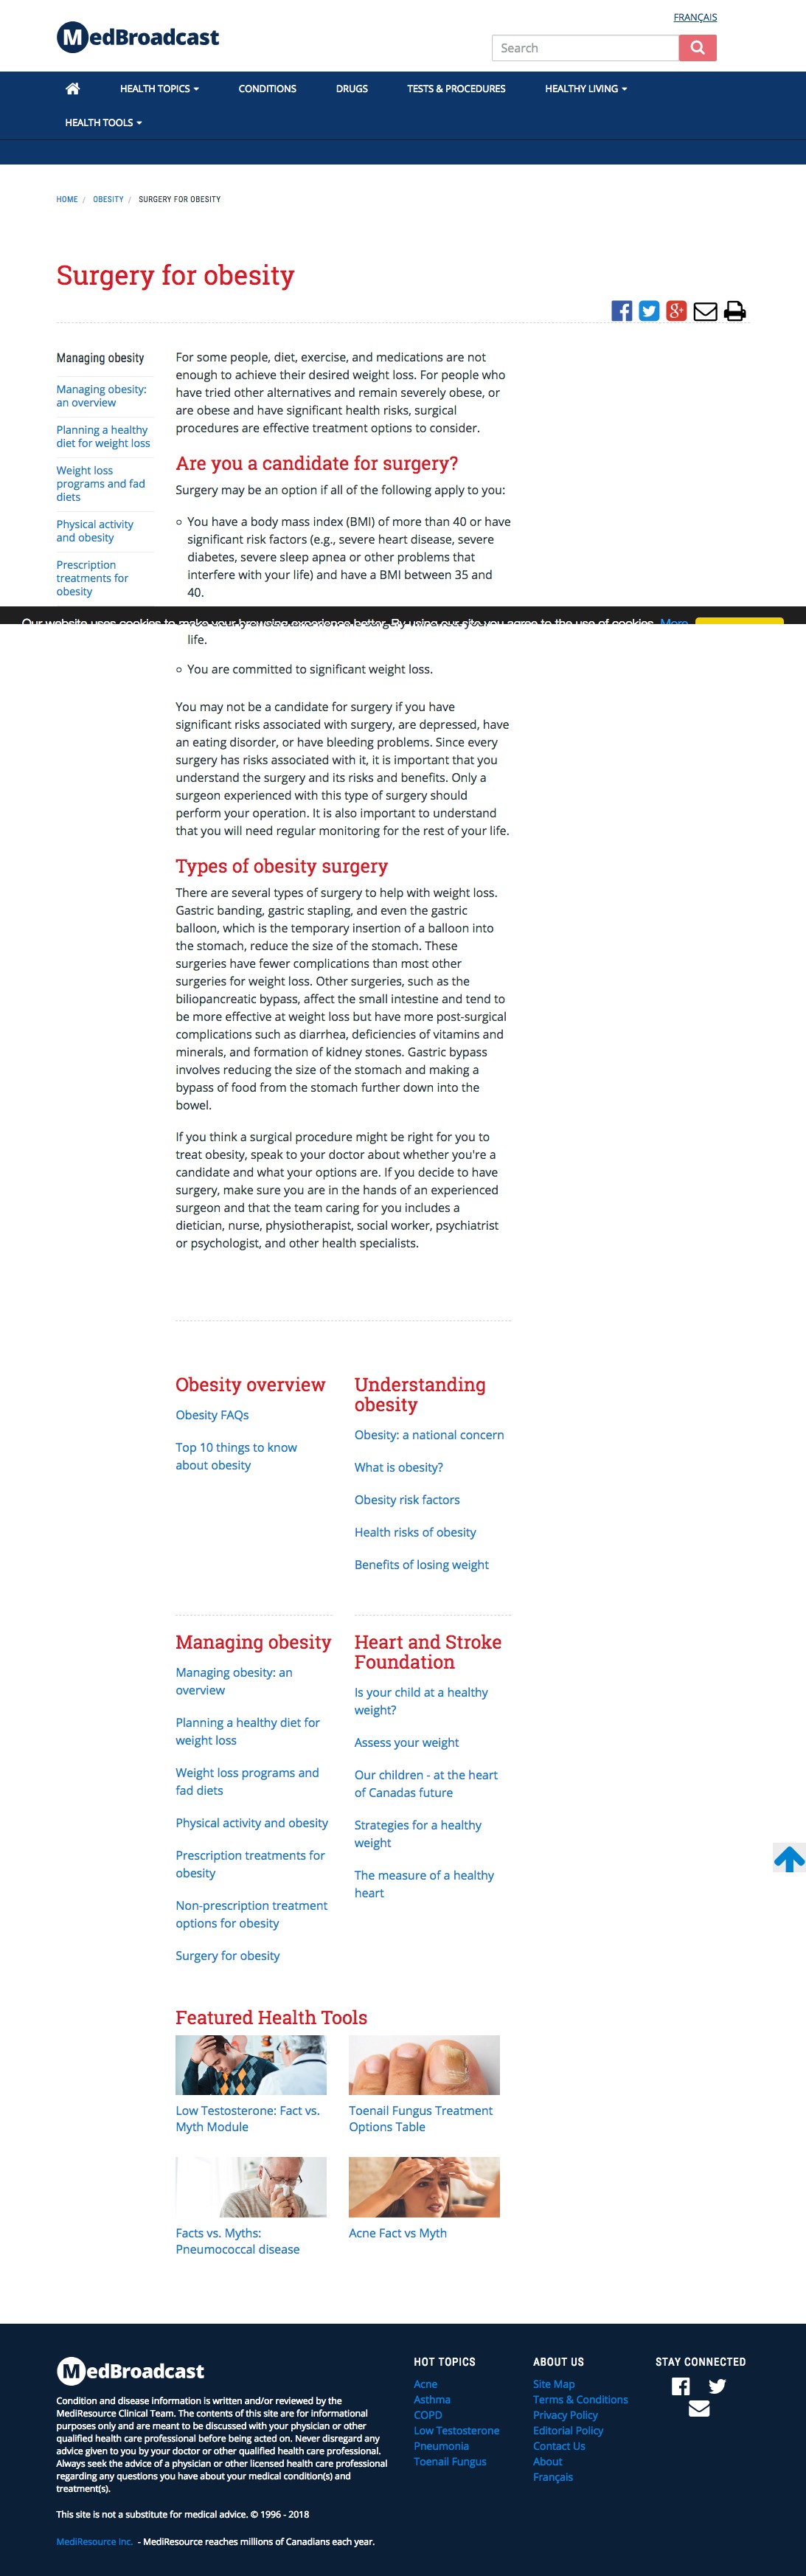 FRANÇAIS
MedBroadcast
Search
HEALTH TOPICS
CONDITIONS
DRUGS
TESTS & PROCEDURES
HEALTHY LIVING
HEALTH TOOLS
HOME / OBESITY / SURGERY FOR OBESITY
Surgery for obesity
Managing obesity
Managing obesity:
an overview
Planning a healthy
diet for weight loss
Weight loss
programs and fad
diets
Physical activity
and obesity
Prescription
treatments for
obesity
For some people, diet, exercise, and medications are not
enough to achieve their desired weight loss. For people who
have tried other alternatives and remain severely obese, or
are obese and have significant health risks, surgical
procedures are effective treatment options to consider.
Are you a candidate for surgery?
Surgery may be an option if all of the following apply to you:
You have a body mass index (BMI) of more than 40 or have
significant risk factors (e.g., severe heart disease, severe
diabetes, severe sleep apnea or other problems that
interfere with your life) and have a BMI between 35 and
40.
Our website uses cookies to make your browsing experience better. By using our site you agree to the use of cookies. More
life.
You are committed to significant weight loss.
You may not be a candidate for surgery if you have
significant risks associated with surgery, are depressed, have
an eating disorder, or have bleeding problems. Since every
surgery has risks associated with it, it is important that you
understand the surgery and its risks and benefits. Only a
surgeon experienced with this type of surgery should
perform your operation. It is also important to understand
that you will need regular monitoring for the rest of your life.
Types of obesity surgery
There are several types of surgery to help with weight loss.
Gastric banding, gastric stapling, and even the gastric
balloon, which is the temporary insertion of a balloon into
the stomach, reduce the size of the stomach. These
surgeries have fewer complications than most other
surgeries for weight loss. Other surgeries, such as the
biliopancreatic bypass, affect the small intestine and tend to
be more effective at weight loss but have more post-surgical
complications such as diarrhea, deficiencies of vitamins and
minerals, and formation of kidney stones. Gastric bypass
involves reducing the size of the stomach and making a
bypass of food from the stomach further down into the
bowel.
If you think a surgical procedure might be right for you to
treat obesity, speak to your doctor about whether you're a
candidate and what your options are. If you decide to have
surgery, make sure you are in the hands of an experienced
surgeon and that the team caring for you includes a
dietician, nurse, physiotherapist, social worker, psychiatrist
or psychologist, and other health specialists.
Obesity overview
Obesity FAQs
Top 10 things to know
about obesity
Understanding
obesity
Obesity: a national concern
What is obesity?
Obesity risk factors
Health risks of obesity
Benefits of losing weight
Managing obesity
Managing obesity: an
overview
Planning a healthy diet for
weight loss
Weight loss programs and
fad diets
Physical activity and obesity
Prescription treatments for
obesity
Non-prescription treatment
options for obesity
Surgery for obesity
Heart and Stroke
Foundation
Is your child at a healthy
weight?
Assess your weight
Our children - at the heart
of Canadas future
Strategies for a healthy
weight
The measure of a healthy
heart
Featured Health Tools
Low Testosterone: Fact vs.
Myth Module
Toenail Fungus Treatment
Options Table
Facts vs. Myths:
Pneumococcal disease
Acne Fact vs Myth
MedBroadcast
Condition and disease information is written and/or reviewed by the
MediResource Clinical Team. The contents of this site are for informational
purposes only and are meant to be discussed with your physician or other
qualified health care professional before being acted on. Never disregard any
advice given to you by your doctor or other qualified health care professional.
Always seek the advice of a physician or other licensed health care professional
regarding any questions you have about your medical condition(s) and
treatment(s).
This site is not a substitute for medical advice. © 1996 - 2018
MediResource Inc. - MediResource reaches millions of Canadians each year.
HOT TOPICS
Acne
Asthma
COPD
Low Testosterone
Pneumonia
Toenail Fungus
ABOUT US
Site Map
Terms & Conditions
Privacy Policy
Editorial Policy
Contact Us
About
Français
STAY CONNECTED